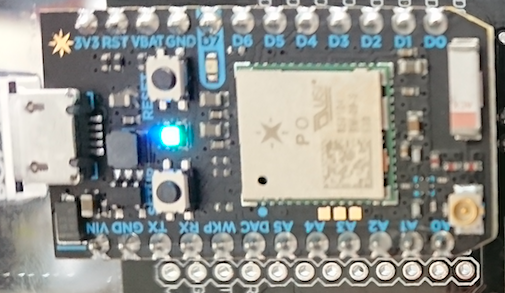 3V3 RST VBAT GND D7 D6 D5 D4 D3 D2 D1 D0
RESET
PO
SETUP
VIN GND TX RX WKP DAC A5 A4 A3 A2 A1 A0